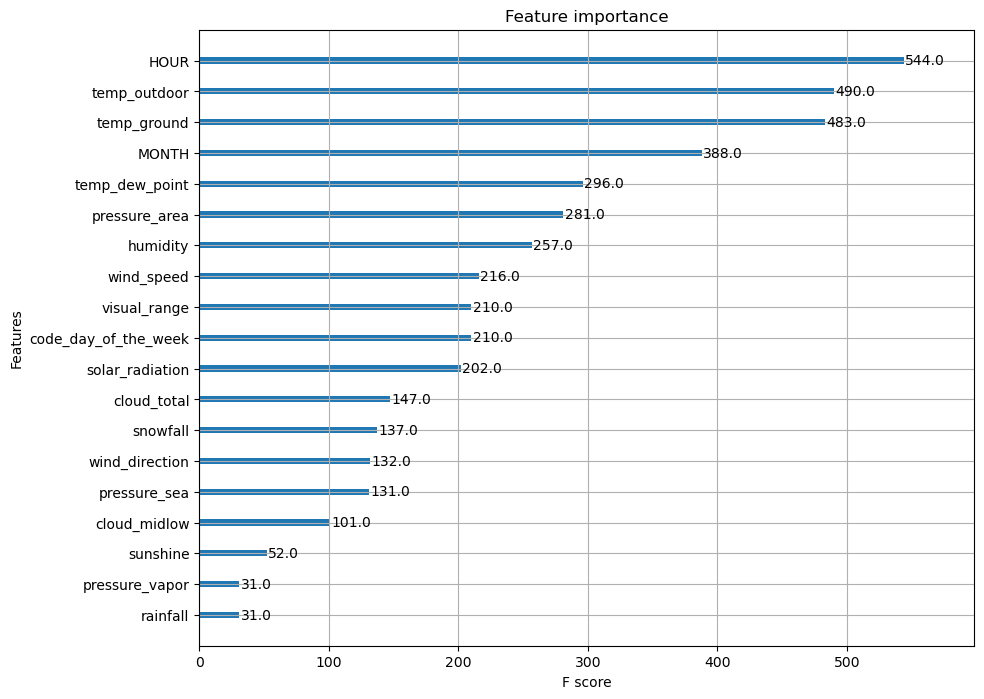 Feature importance
HOUR 544.0
temp_outdoor 490.0
temp_ground 483.0
MONTH 388.0
temp_dew_point 296.0
pressure_area 281.0
humidity 257.0
wind_speed 216.0
visual_range 210.0
code_day_of_the_week 210.0
solar_radiation 202.0
cloud_total 147.0
snowfall 137.0
wind_direction 132.0
pressure_sea 131.0
cloud_midlow 101.0
sunshine 52.0
pressure_vapor 31.0
rainfall 31.0
Features
0 100 200 300 400 500
F score